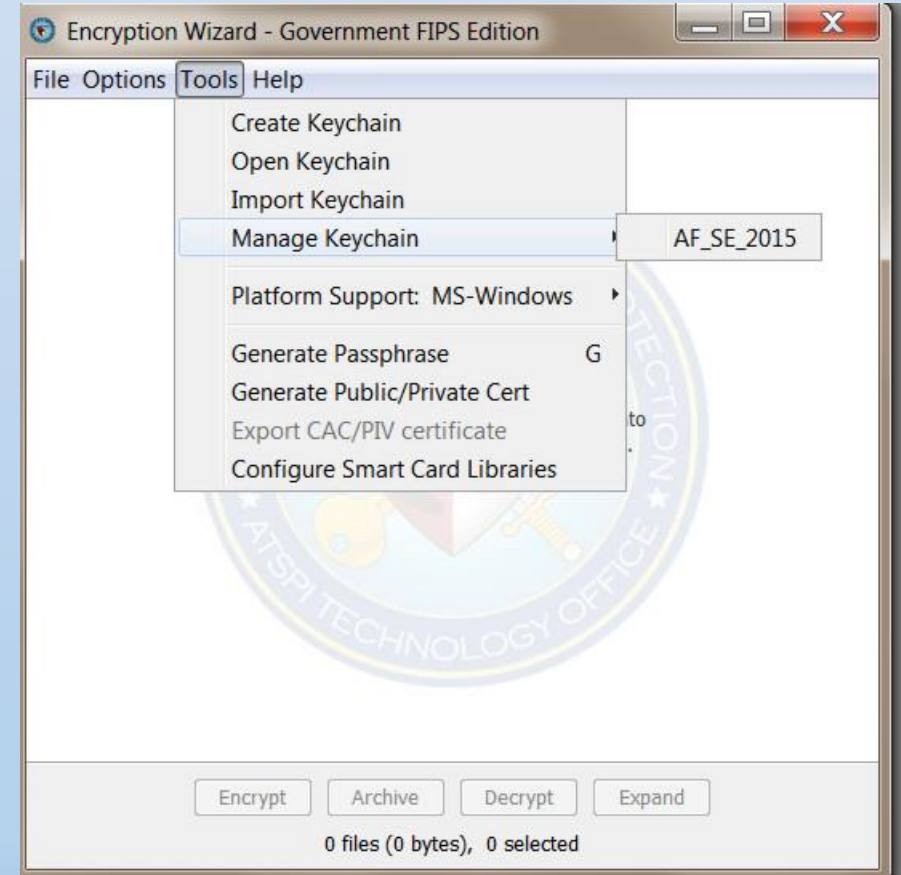 Encryption Wizard - Government FIPS Edition
File Options Tools Help
Create Keychain
Open Keychain
Import Keychain
Manage Keychain
AF_SE_2015
Platform Support: MS-Windows
Generate Passphrase G
Generate Public/Private Cert
Export CAC/PIV certificate
to
.
Configure Smart Card Libraries
ATSPI TECHNOLOGY OFFICE
Encrypt Archive Decrypt Expand
0 files (0 bytes), 0 selected